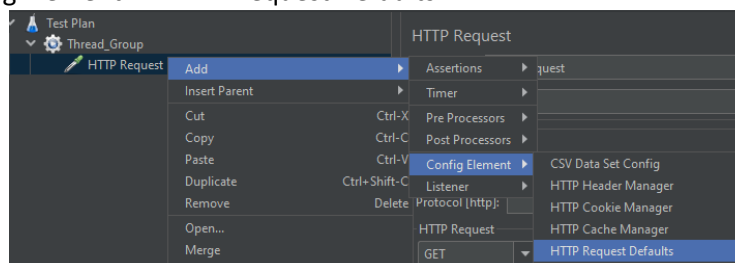 Test Plan
Thread_Group
HTTP Request
HTTP Request
Add
Insert Parent
Cut Ctrl-X
Copy Ctrl-C
Paste Ctrl-V
Duplicate Ctrl+Shift-C
Remove Delete
Open...
Merge
Assertions
Timer
Pre Processors
Post Processors
Config Element
Listener
quest
Protocol [http]:
HTTP Request
GET
CSV Data Set Config
HTTP Header Manager
HTTP Cookie Manager
HTTP Cache Manager
HTTP Request Defaults